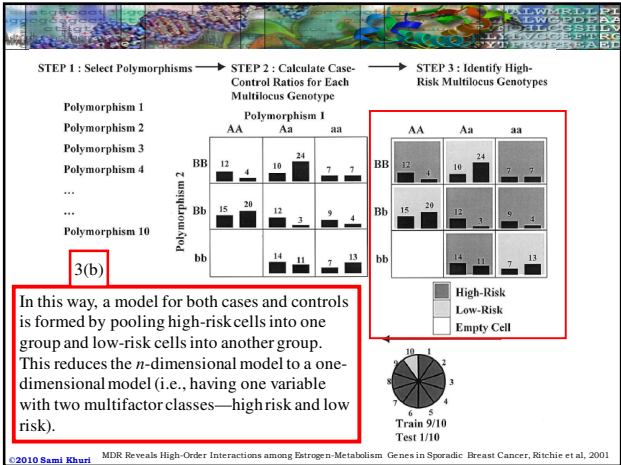 ALWMRLLPI
ALWGPDPAA
STEP 1 : Select Polymorphisms
STEP 2 : Calculate Case-
Control Ratios for Each
Multilocus Genotype
STEP 3 : Identify High-
Risk Multilocus Genotypes
Polymorphism 1
Polymorphism 2
Polymorphism 3
Polymorphism 4
...
...
Polymorphism 10
Polymorphism 1
AA Aa aa
Polymorphism 2
BB 12 4 10 24 7 7
Bb 15 20 12 3 9 4
bb 14 11 7 13
AA Aa aa
BB 12 4 10 24 7 7
Bb 15 20 12 3 9 4
bb 14 11 7 13
High-Risk
Low-Risk
Empty Cell
3(b)
In this way, a model for both cases and controls
is formed by pooling high-risk cells into one
group and low-risk cells into another group.
This reduces the n-dimensional model to a one-
dimensional model (i.e., having one variable
with two multifactor classes—high risk and low
risk).
10 1
9 2
8 3
7 4
6 5
Train 9/10
Test 1/10
©2010 Sami Khuri
MDR Reveals High-Order Interactions among Estrogen-Metabolism Genes in Sporadic Breast Cancer, Ritchie et al, 2001